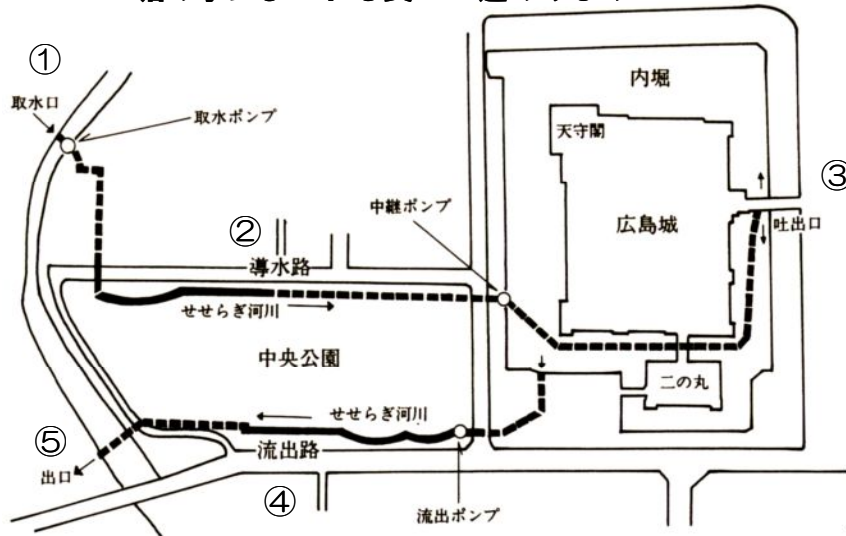 ①
取水口
取水ポンプ
内堀
天守閣
③
中継ポンプ
広島城
吐出口
②
導水路
せせらぎ河川
中央公園
二の丸
せせらぎ河川
⑤
流出路
出口
④
流出ポンプ